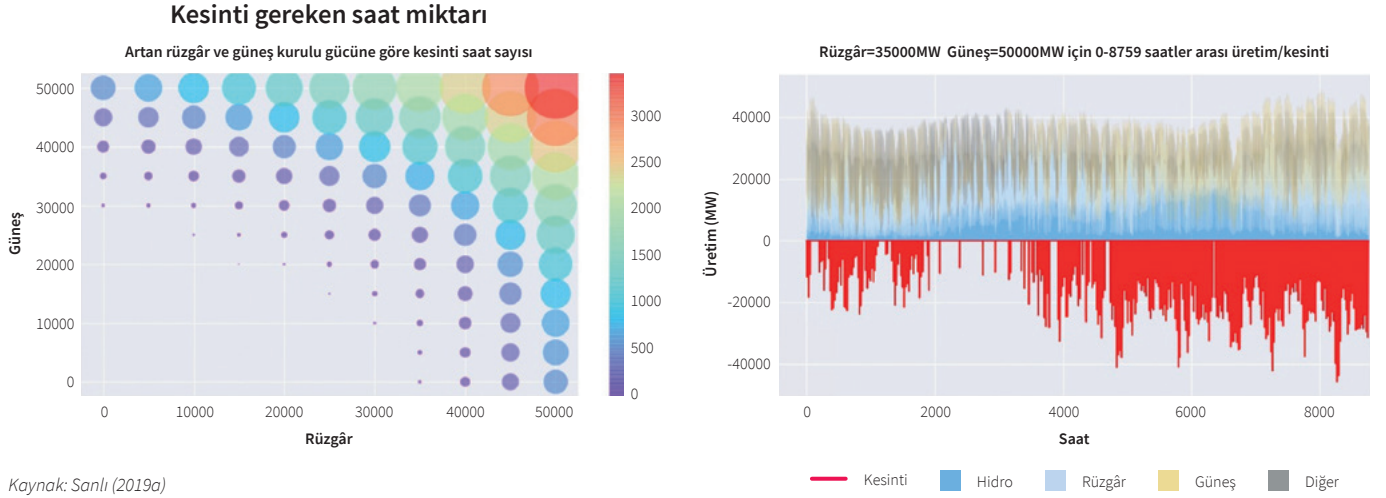 Kesinti gereken saat miktarı
Artan rüzgâr ve güneş kurulu gücüne göre kesinti saat sayısı
50000
40000
30000
20000
10000
0
Güneş
0
10000
20000
30000
40000
50000
Rüzgâr
3000
2500
2000
1500
1000
500
0
Rüzgâr=35000MW Güneş=50000MW için 0-8759 saatler arası üretim/kesinti
40000
20000
0
-20000
-40000
Üretim (MW)
0
2000
4000
6000
8000
Saat
Kesinti
Hidro
Rüzgâr
Güneş
Diğer
Kaynak: Sanlı (2019a)